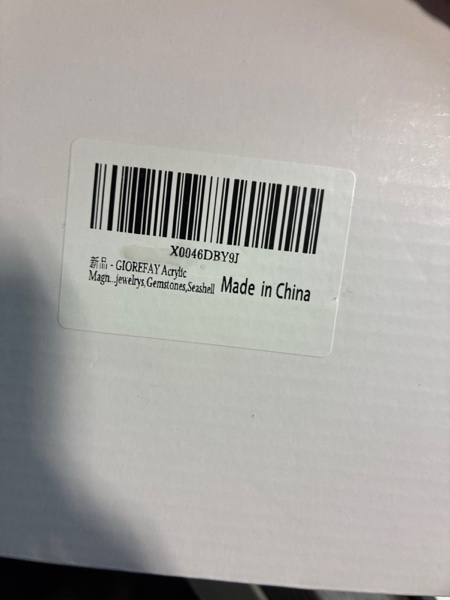 X0046DBY9J
新品 - GIOREFAY Acrylic
Magn...jewelrys,Gemstones,Seashell Made in China